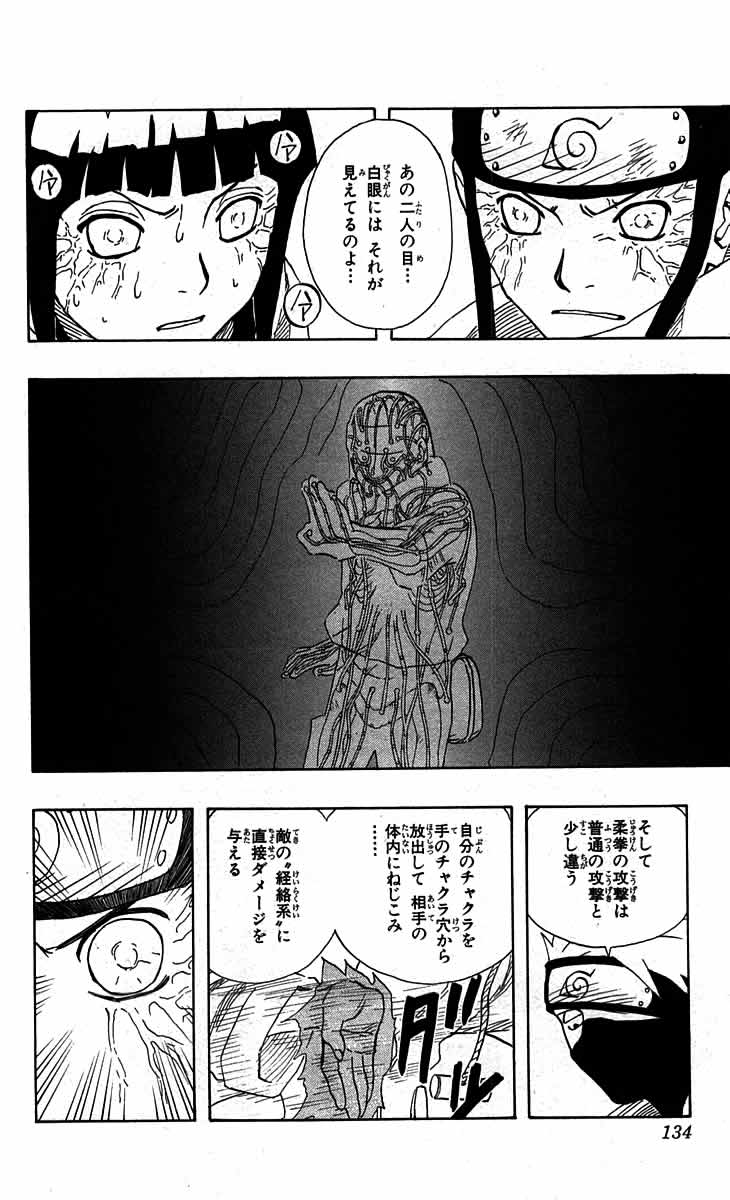 あの二人の目…
白眼には それが
見えてるのよ…
ハァ
ハァ
ハァ
そして
柔拳の攻撃は
普通の攻撃と
少し違う
自分のチャクラを
手のチャクラ穴から
放出して 相手の
体内にねじこみ
……
敵の“経絡系”に
直接ダメージを
与える
ガガッ
134